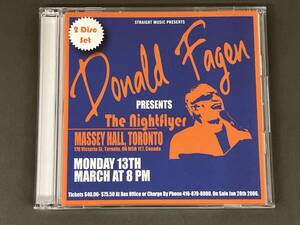 STRAIGHT MUSIC PRESENTS
2 Disc
Set
Donald Fagen
PRESENTS
The Nightflyer
MASSEY HALL, TORONTO
178 Victoria St, Toronto, ON M5B 1T7, Canada
MONDAY 13TH
MARCH AT 8 PM
Tickets $40.00- $75.50 At Box Office or Charge By Phone 416-870-8000. On Sale Jan 28th 2006.